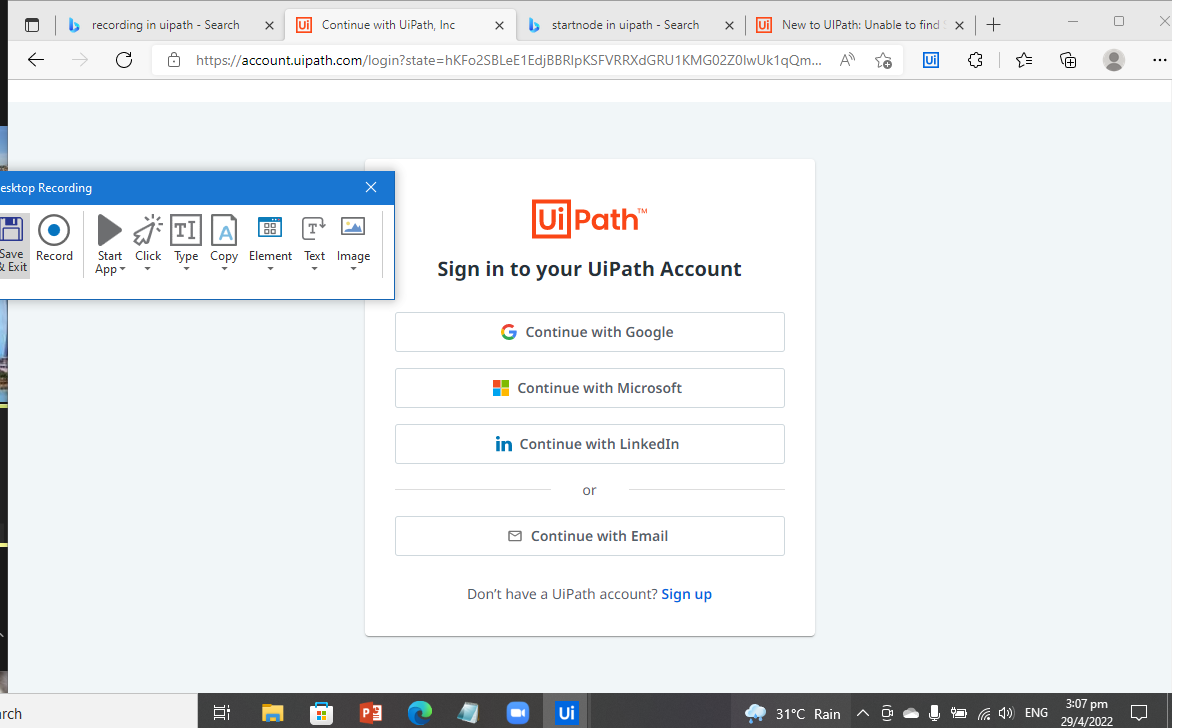 recording in uipath - Search
Continue with UiPath, Inc
startnode in uipath - Search
New to UIPath: Unable to find
https://account.uipath.com/login?state=hKFo2SBLeE1EdjBBRlpKSFVRRXdGRU1KMG02Z0IwUk1qQm...
Ui
esktop Recording
Save & Exit
Record
Start App
Click
Type
Copy
Element
Text
Image
UiPath™
Sign in to your UiPath Account
Continue with Google
Continue with Microsoft
Continue with LinkedIn
or
Continue with Email
Don't have a UiPath account? Sign up
rch
Ui
31°C Rain
ENG
3:07 pm
29/4/2022